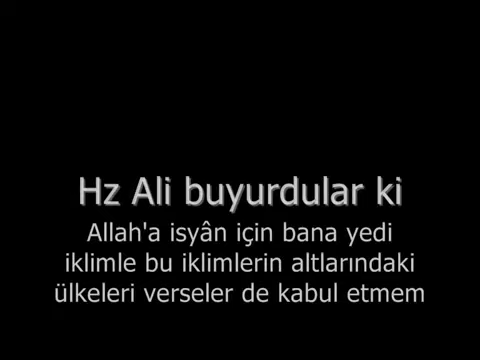 Hz Ali buyurdular ki
Allah'a isyân için bana yedi
iklimle bu iklimlerin altlarındaki
ülkeleri verseler de kabul etmem